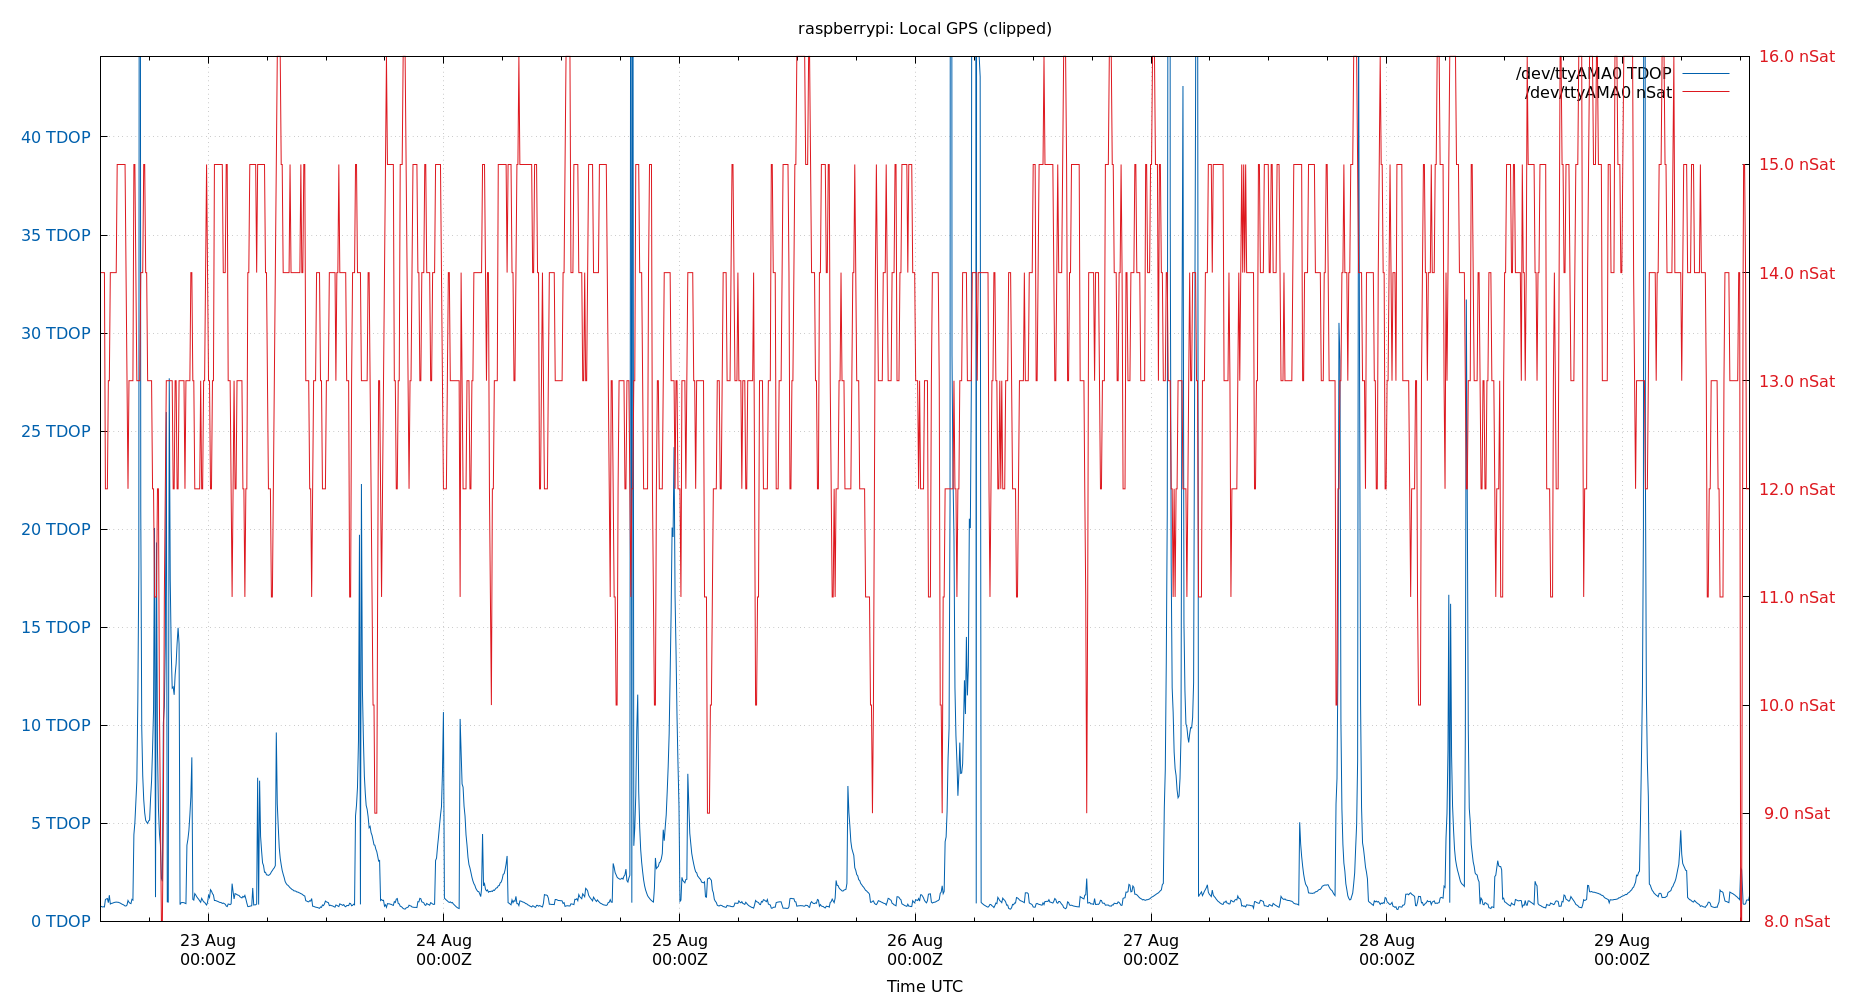 raspberrypi: Local GPS (clipped)
/dev/ttyAMA0 TDOP
/dev/ttyAMA0 nSat
40 TDOP
35 TDOP
30 TDOP
25 TDOP
20 TDOP
15 TDOP
10 TDOP
5 TDOP
0 TDOP
16.0 nSat
15.0 nSat
14.0 nSat
13.0 nSat
12.0 nSat
11.0 nSat
10.0 nSat
9.0 nSat
8.0 nSat
23 Aug
00:00Z
24 Aug
00:00Z
25 Aug
00:00Z
26 Aug
00:00Z
27 Aug
00:00Z
28 Aug
00:00Z
29 Aug
00:00Z
Time UTC